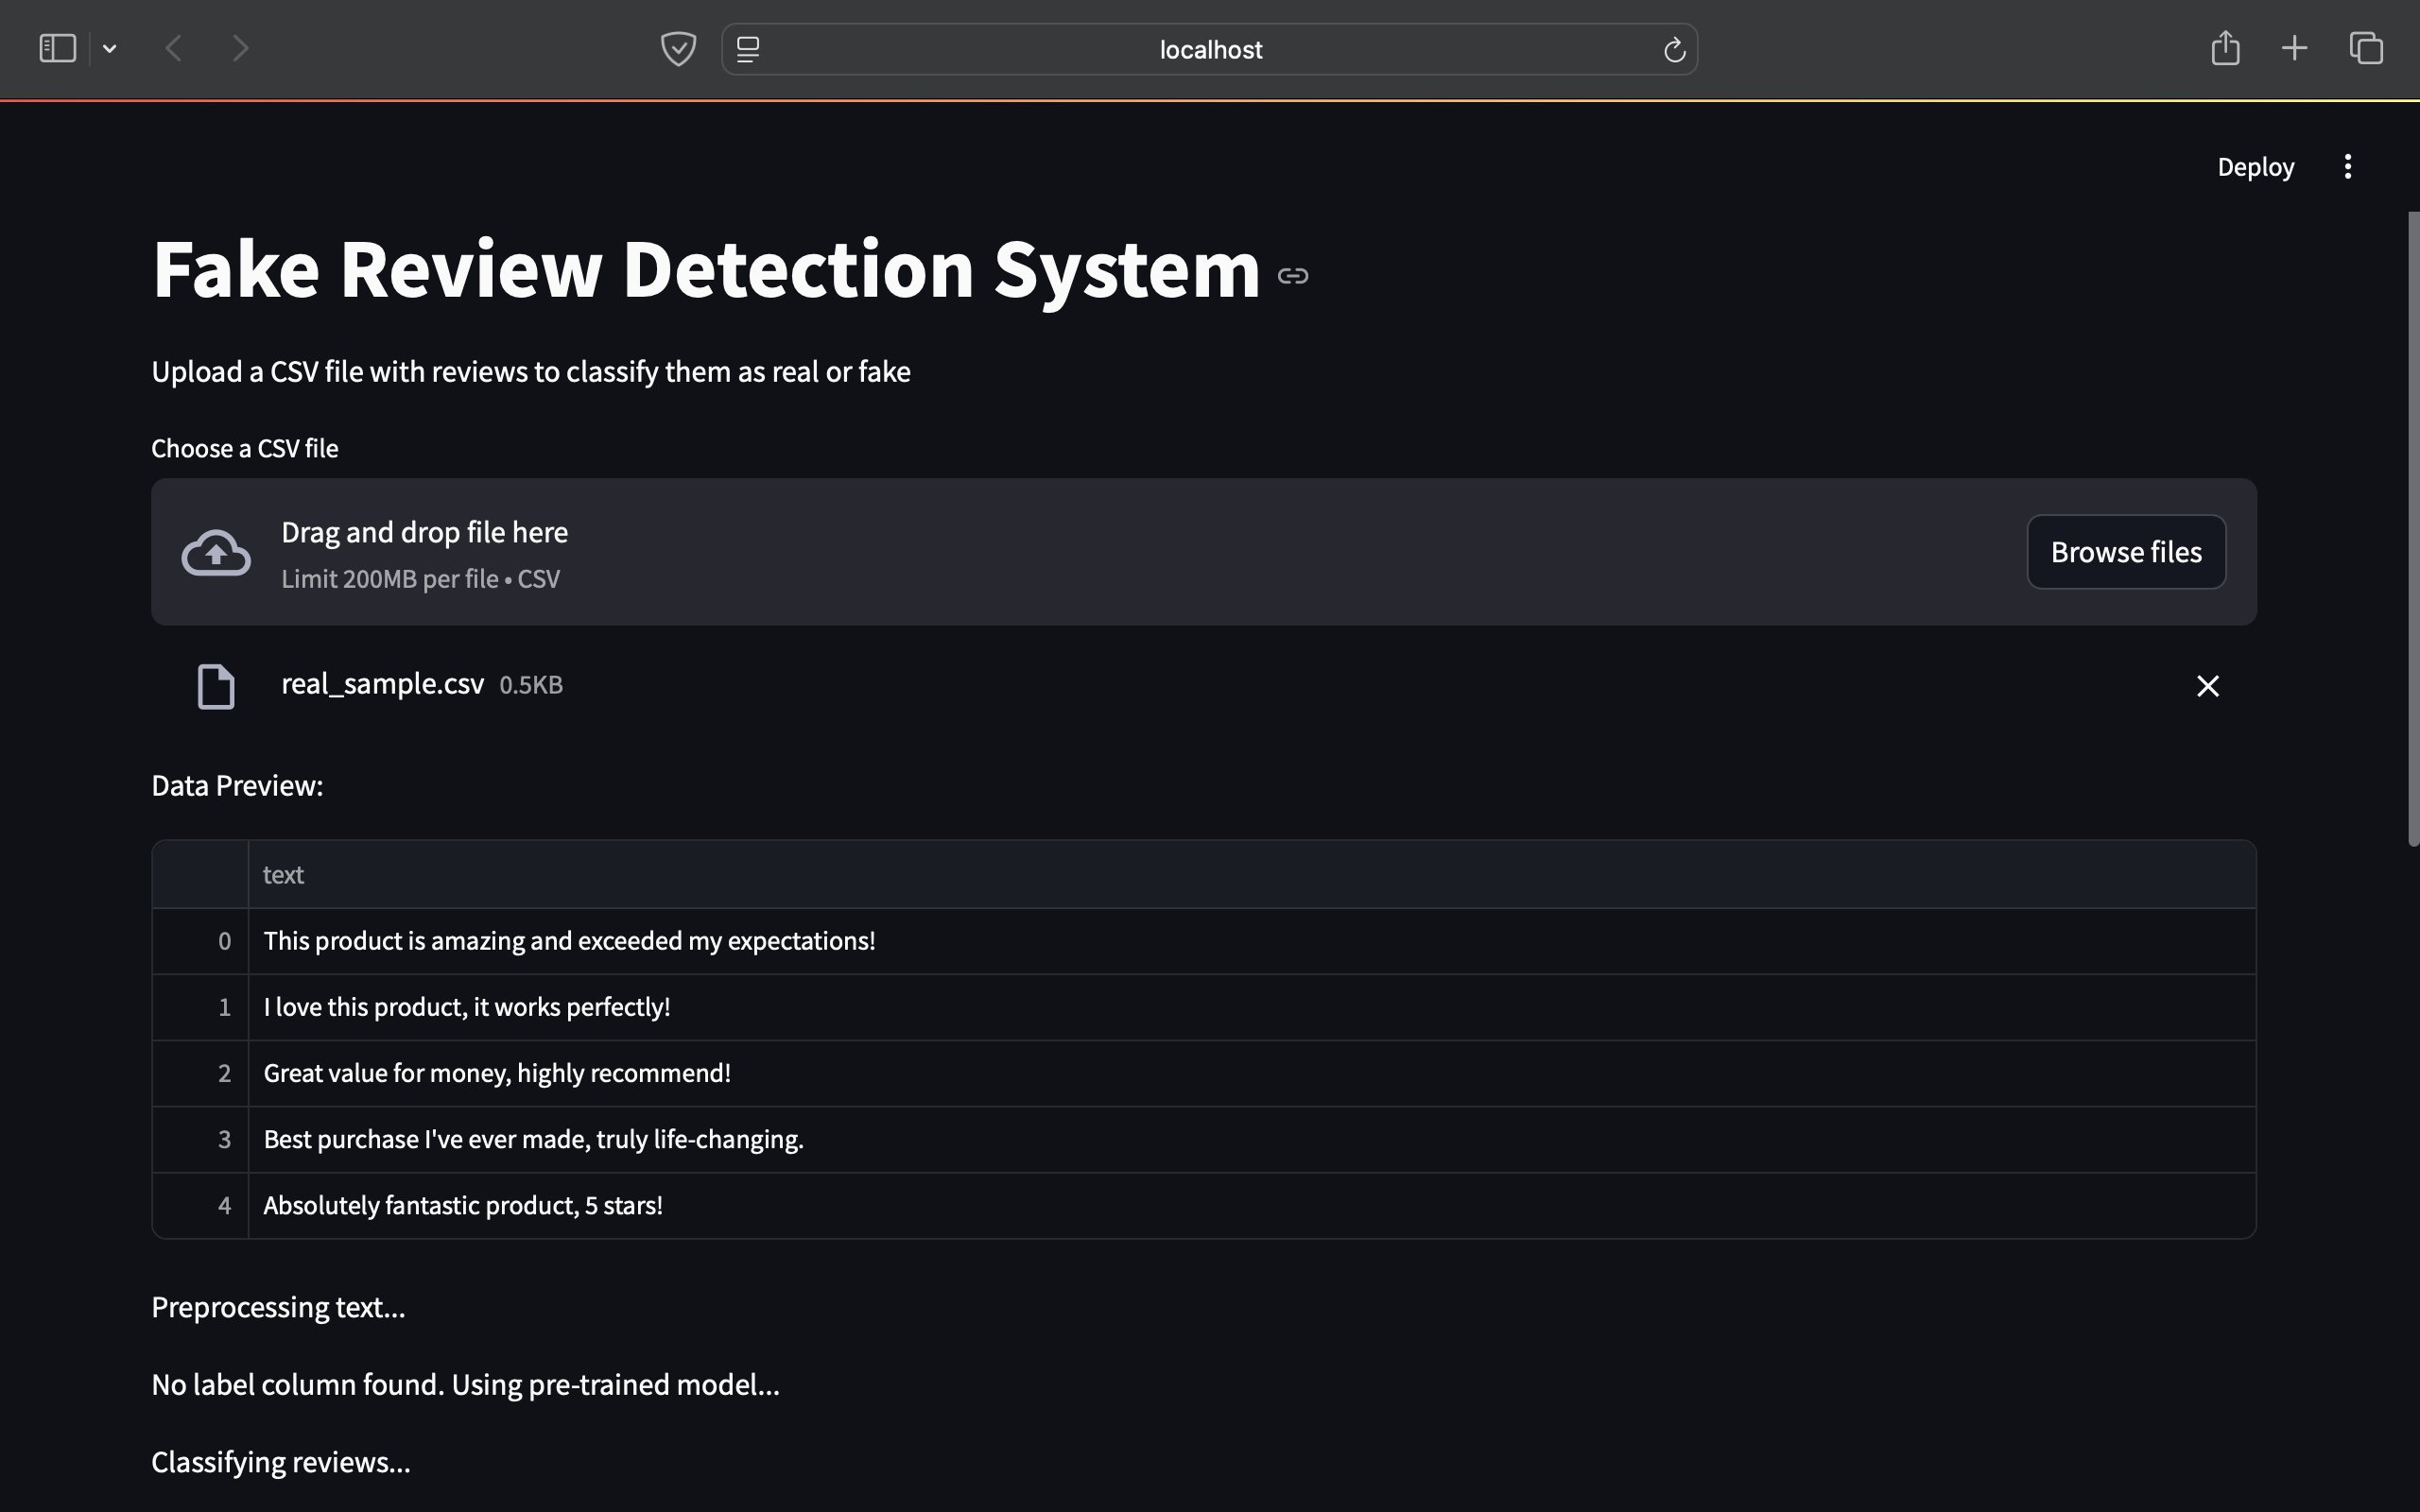 localhost
Deploy
Fake Review Detection System
Upload a CSV file with reviews to classify them as real or fake
Choose a CSV file
Drag and drop file here
Limit 200MB per file • CSV
Browse files
real_sample.csv 0.5KB
Data Preview:
text
0 This product is amazing and exceeded my expectations!
1 I love this product, it works perfectly!
2 Great value for money, highly recommend!
3 Best purchase I've ever made, truly life-changing.
4 Absolutely fantastic product, 5 stars!
Preprocessing text...
No label column found. Using pre-trained model...
Classifying reviews...